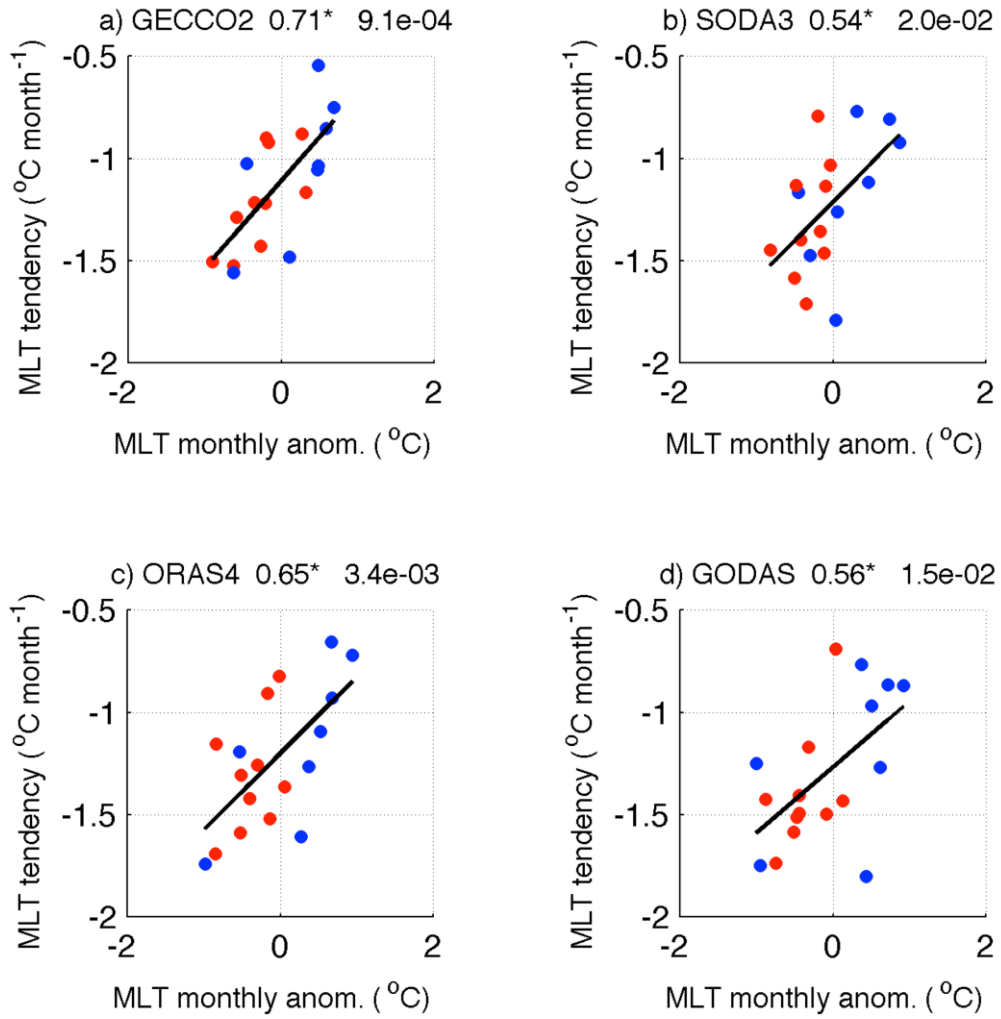 a) GECCO2 0.71* 9.1e-04
MLT tendency (°C month⁻¹)
-0.5
-1
-1.5
-2
-2 0 2
MLT monthly anom. (°C)
b) SODA3 0.54* 2.0e-02
MLT tendency (°C month⁻¹)
-0.5
-1
-1.5
-2
-2 0 2
MLT monthly anom. (°C)
c) ORAS4 0.65* 3.4e-03
MLT tendency (°C month⁻¹)
-0.5
-1
-1.5
-2
-2 0 2
MLT monthly anom. (°C)
d) GODAS 0.56* 1.5e-02
MLT tendency (°C month⁻¹)
-0.5
-1
-1.5
-2
-2 0 2
MLT monthly anom. (°C)